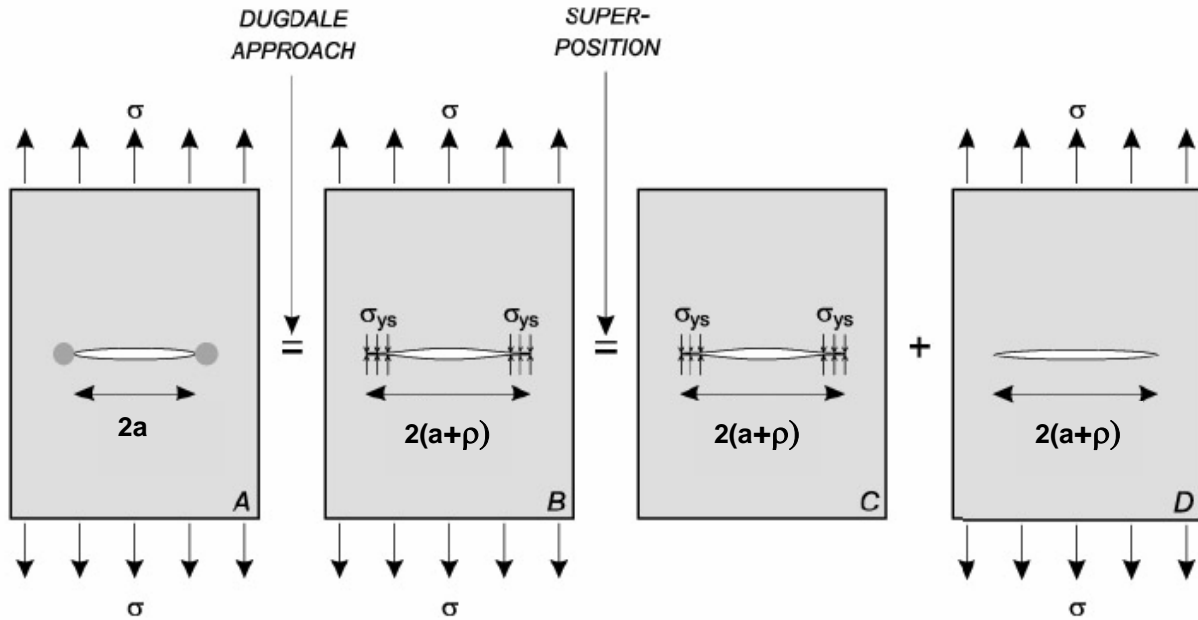 DUGDALE
APPROACH
SUPER-
POSITION
σ
σ
σ
σys
σys
σys
σys
=
=
+
2a
2(a+ρ)
2(a+ρ)
2(a+ρ)
A
B
C
D
σ
σ
σ